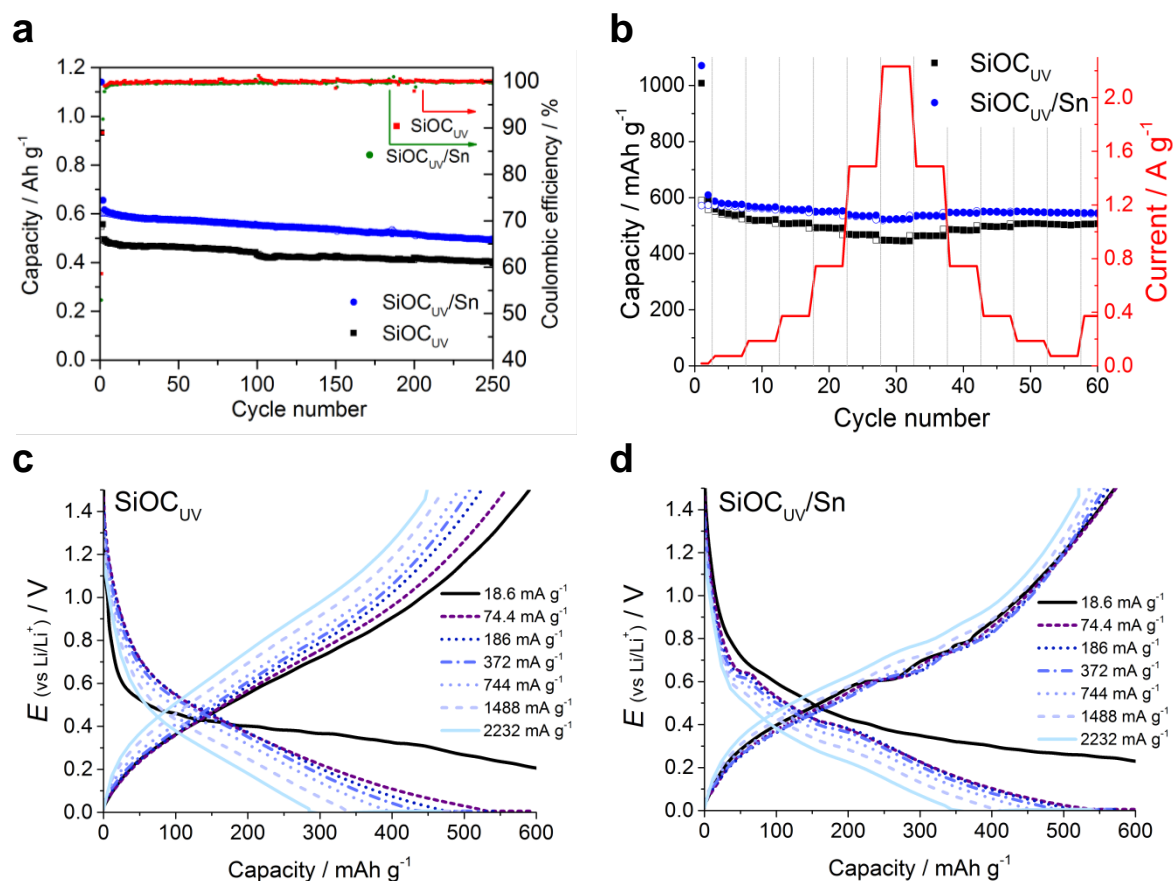 a
1.2
1.0
0.8
0.6
0.4
0.2
0.0
Capacity / Ah g⁻¹
100
90
80
70
60
50
40
Coulombic efficiency / %
SiOC_UV
SiOC_UV/Sn
SiOC_UV/Sn
SiOC_UV
0 50 100 150 200 250
Cycle number
b
1000
800
600
400
200
0
Capacity / mAh g⁻¹
SiOC_UV
SiOC_UV/Sn
2.0
1.6
1.2
0.8
0.4
0.0
Current / A g⁻¹
0 10 20 30 40 50 60
Cycle number
c
SiOC_UV
1.4
1.2
1.0
0.8
0.6
0.4
0.2
0.0
E (vs Li/Li⁺) / V
18.6 mA g⁻¹
74.4 mA g⁻¹
186 mA g⁻¹
372 mA g⁻¹
744 mA g⁻¹
1488 mA g⁻¹
2232 mA g⁻¹
0 100 200 300 400 500 600
Capacity / mAh g⁻¹
d
SiOC_UV/Sn
1.4
1.2
1.0
0.8
0.6
0.4
0.2
0.0
E (vs Li/Li⁺) / V
18.6 mA g⁻¹
74.4 mA g⁻¹
186 mA g⁻¹
372 mA g⁻¹
744 mA g⁻¹
1488 mA g⁻¹
2232 mA g⁻¹
0 100 200 300 400 500 600
Capacity / mAh g⁻¹